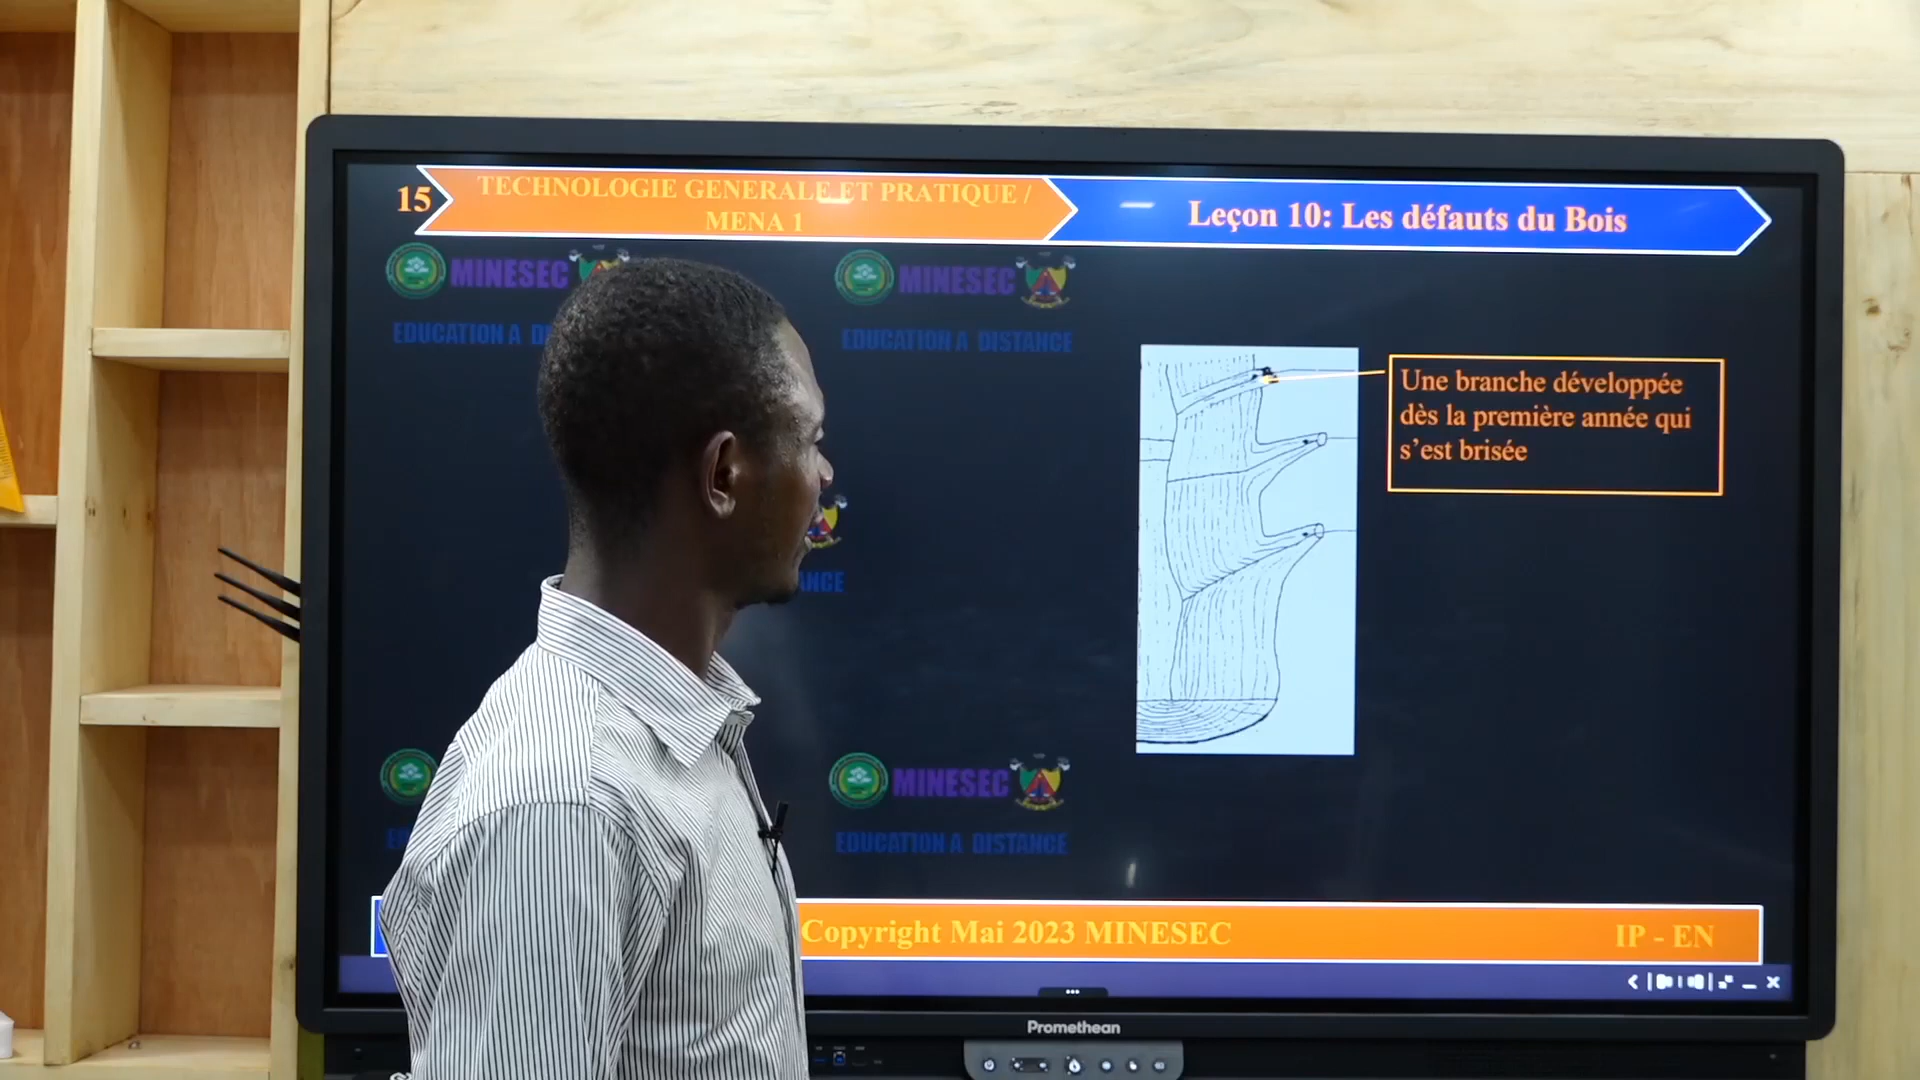 15
TECHNOLOGIE GENERALE ET PRATIQUE /
MENA 1
Leçon 10: Les défauts du Bois
MINESEC
MINESEC
EDUCATION A
EDUCATION A DISTANCE
Une branche développée
dès la première année qui
s’est brisée
MINESEC
EDUCATION A DISTANCE
Copyright Mai 2023 MINESEC
IP - EN
Promethean